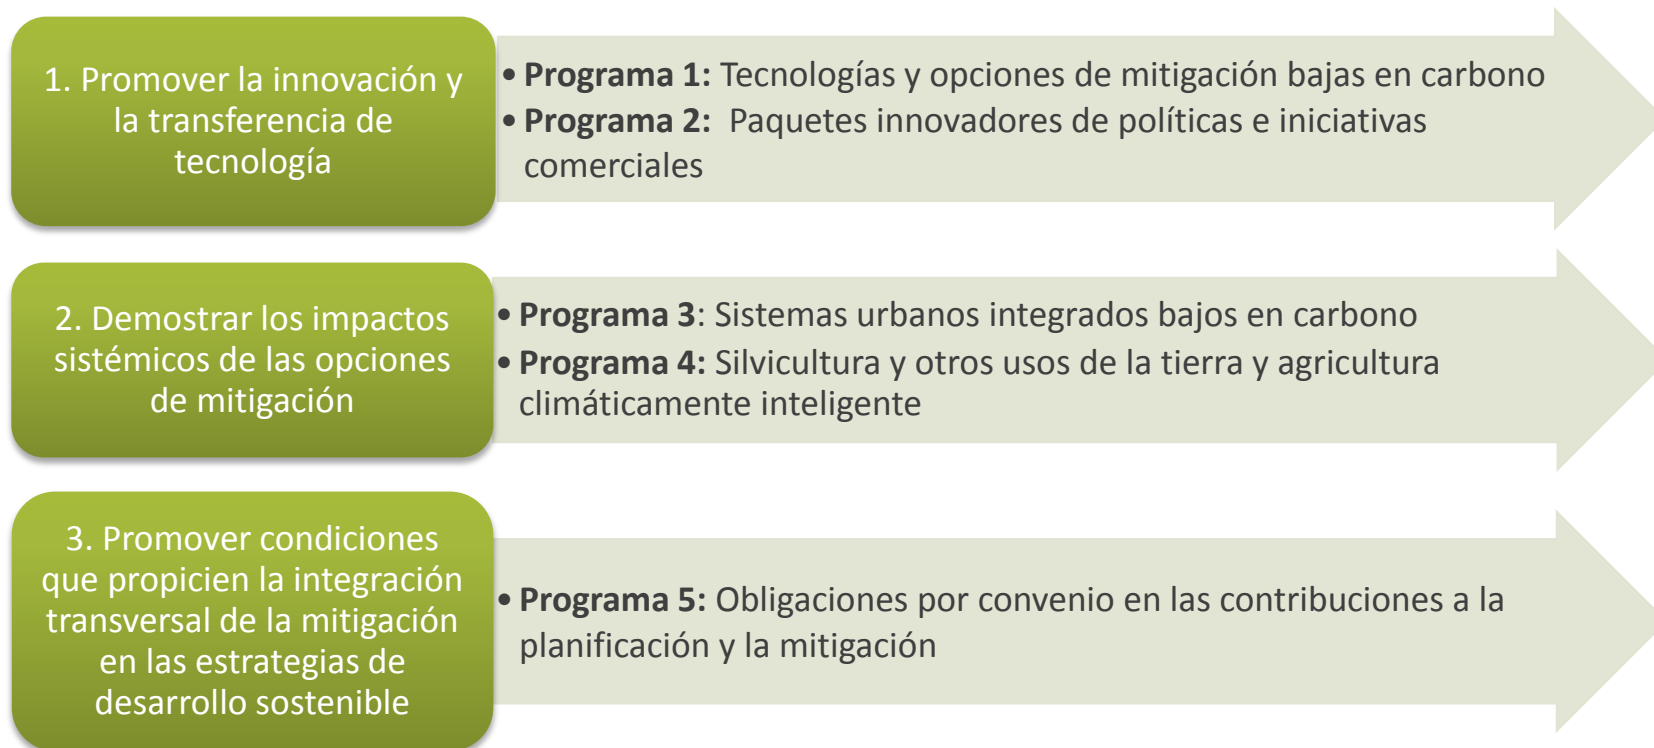 1. Promover la innovación y
la transferencia de
tecnología
• Programa 1: Tecnologías y opciones de mitigación bajas en carbono
• Programa 2: Paquetes innovadores de políticas e iniciativas
comerciales
2. Demostrar los impactos
sistémicos de las opciones
de mitigación
• Programa 3: Sistemas urbanos integrados bajos en carbono
• Programa 4: Silvicultura y otros usos de la tierra y agricultura
climáticamente inteligente
3. Promover condiciones
que propicien la integración
transversal de la mitigación
en las estrategias de
desarrollo sostenible
• Programa 5: Obligaciones por convenio en las contribuciones a la
planificación y la mitigación